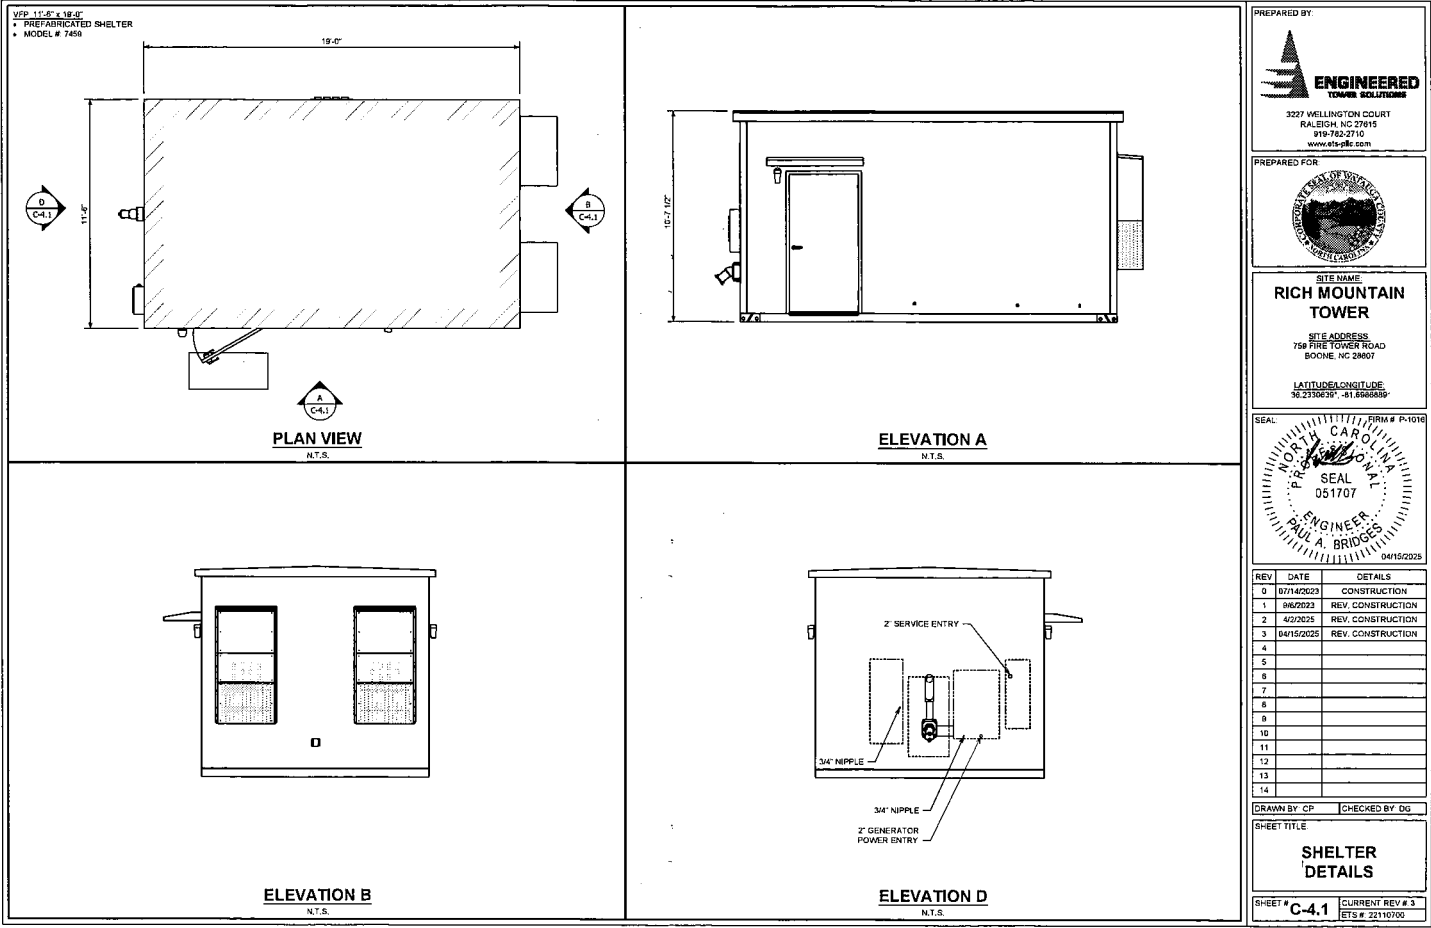 VFP 11'-6" x 19'-0"
• PREFABRICATED SHELTER
• MODEL #: 7459
19'-0"
11'-6"
D
C-4.1
B
C-4.1
A
C-4.1
PLAN VIEW
N.T.S.
10'-7 1/2"
ELEVATION A
N.T.S.
ELEVATION B
N.T.S.
2" SERVICE ENTRY
3/4" NIPPLE
3/4" NIPPLE
2" GENERATOR
POWER ENTRY
ELEVATION D
N.T.S.
PREPARED BY:
ENGINEERED
TOWER SOLUTIONS
3227 WELLINGTON COURT
RALEIGH, NC 27615
919-782-2710
www.ets-pllc.com
PREPARED FOR:
CORPORATE SEAL OF WATAUGA COUNTY
NORTH CAROLINA
SITE NAME:
RICH MOUNTAIN
TOWER
SITE ADDRESS:
759 FIRE TOWER ROAD
BOONE, NC 28607
LATITUDE/LONGITUDE:
36.2330639°, -81.6986889°
SEAL:
FIRM # P-1016
NORTH CAROLINA
PROFESSIONAL
SEAL
051707
ENGINEER
PAUL A. BRIDGES
04/15/2025
REV DATE DETAILS
0 07/14/2023 CONSTRUCTION
1 9/6/2023 REV. CONSTRUCTION
2 4/2/2025 REV. CONSTRUCTION
3 04/15/2025 REV. CONSTRUCTION
4
5
6
7
8
9
10
11
12
13
14
DRAWN BY: CP CHECKED BY: DG
SHEET TITLE:
SHELTER
DETAILS
SHEET # C-4.1
CURRENT REV #: 3
ETS #: 22110700